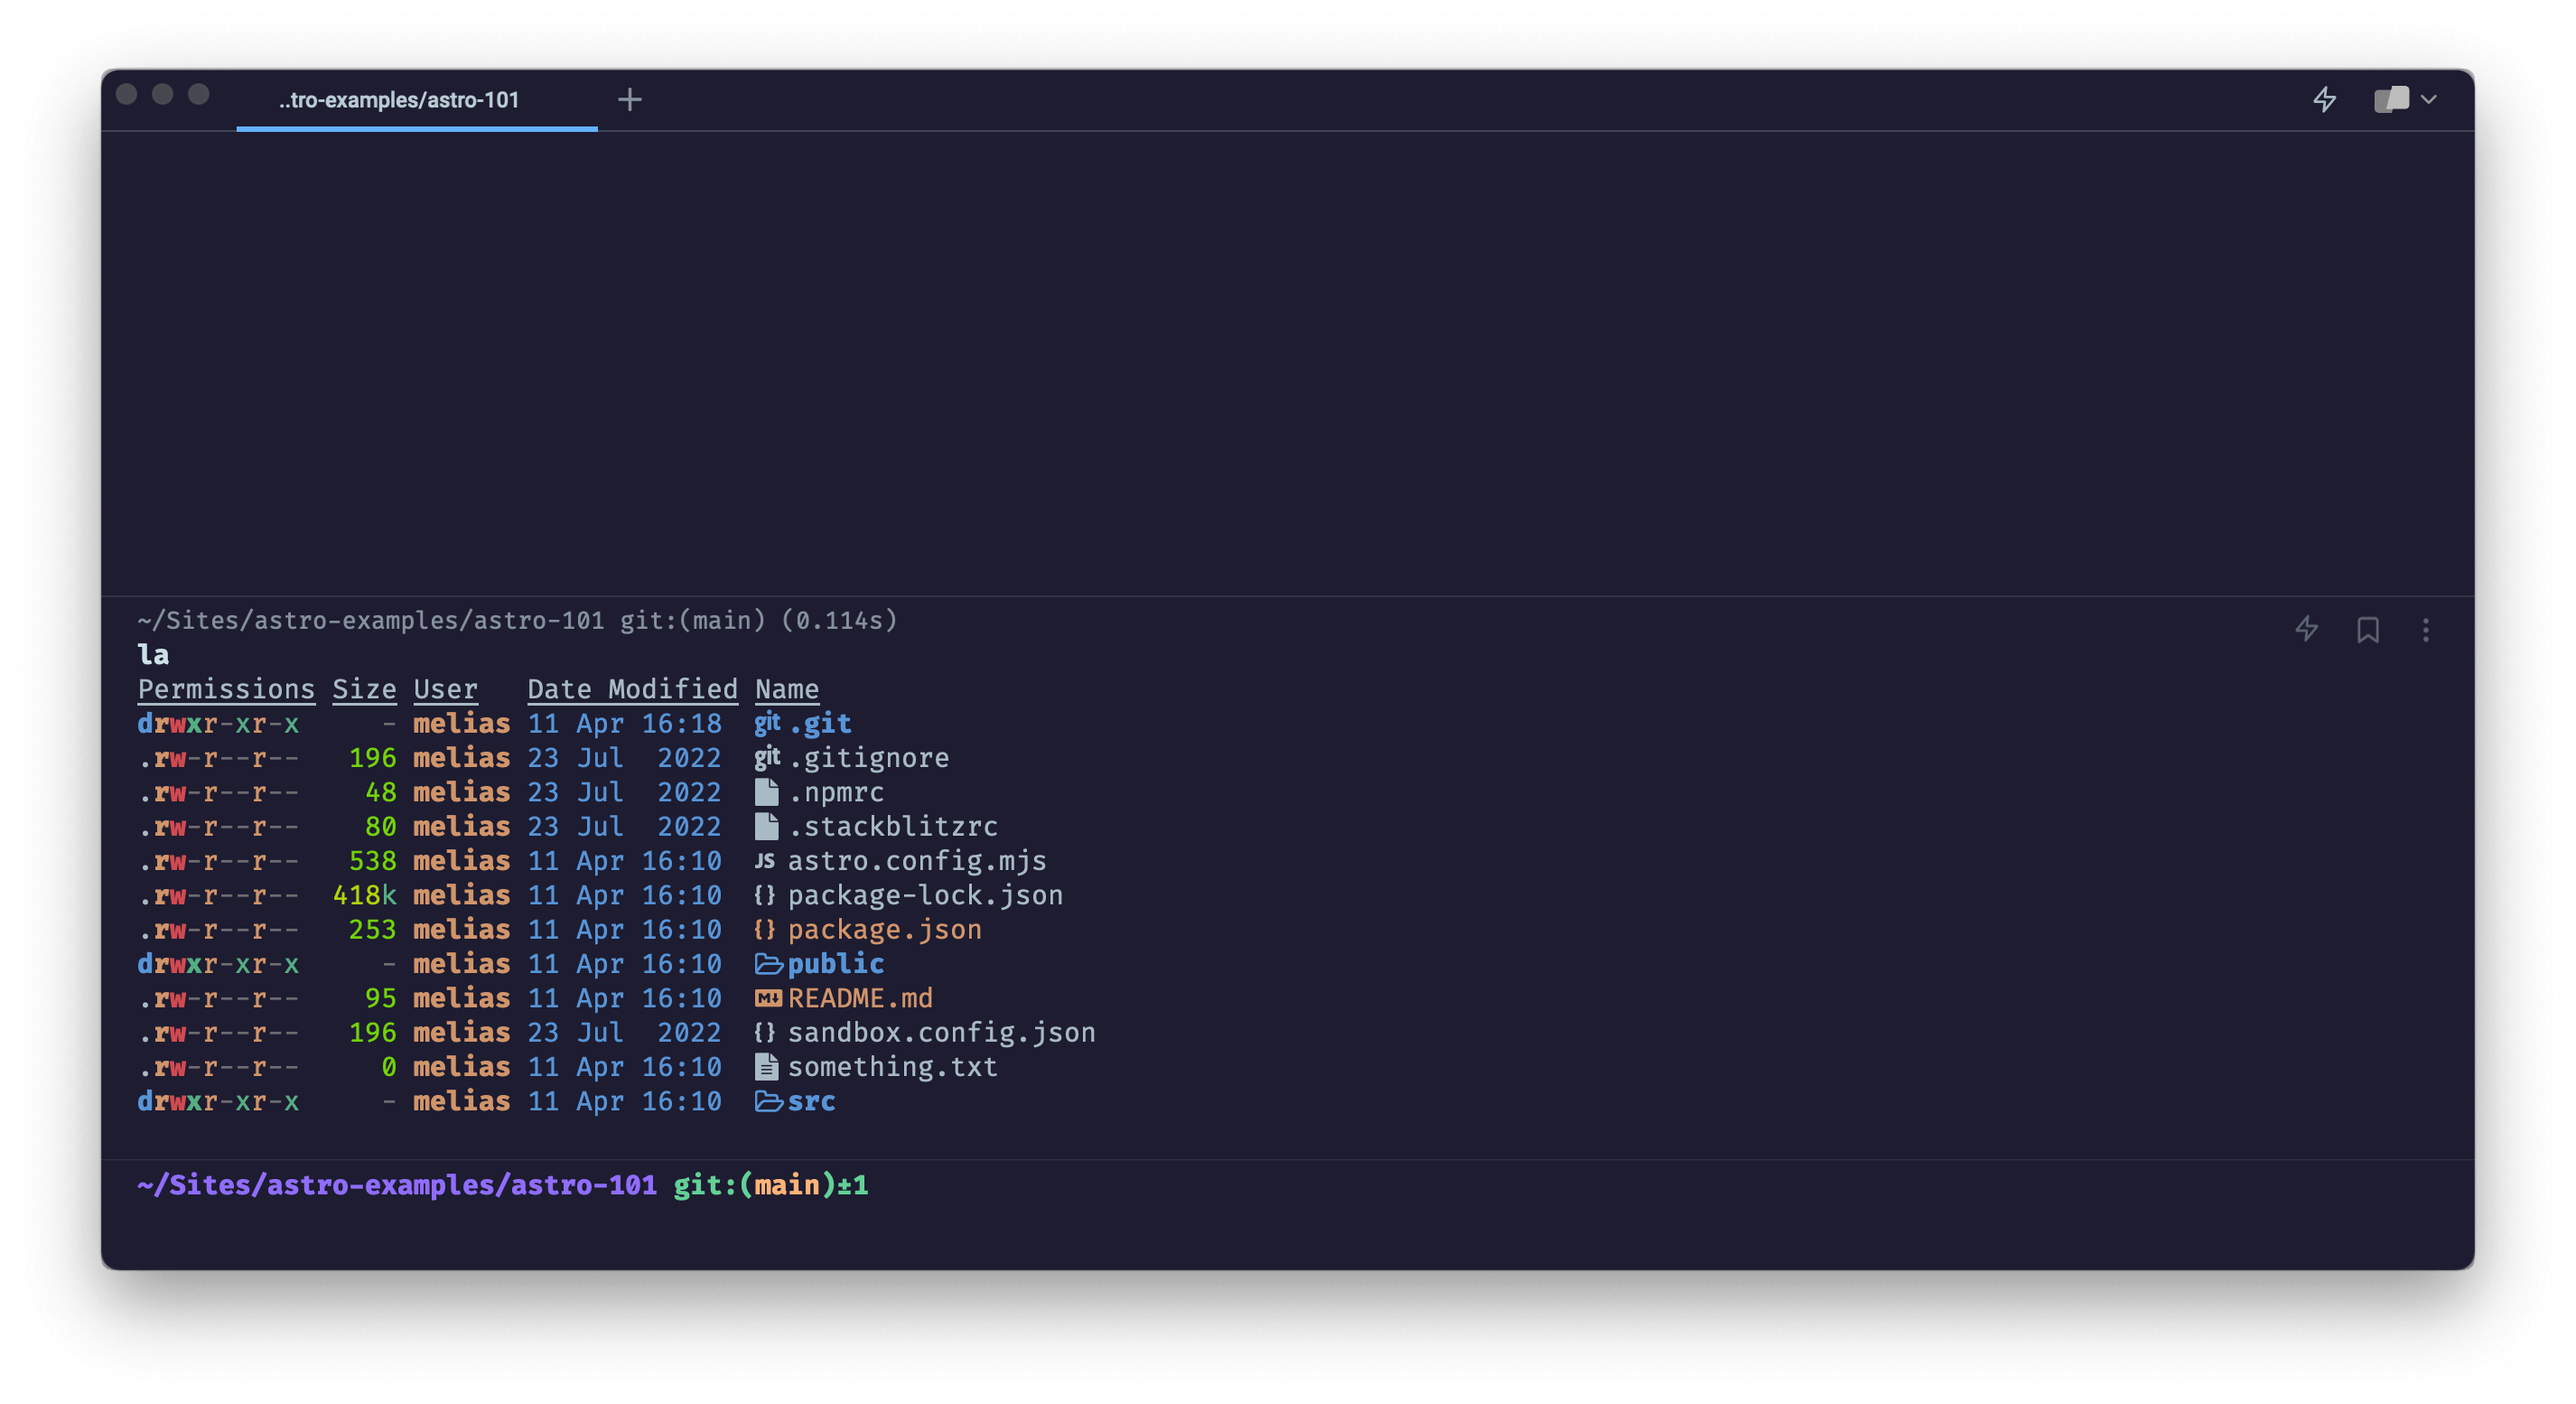 ..tro-examples/astro-101
~/Sites/astro-examples/astro-101 git:(main) (0.114s)
la
Permissions Size User   Date Modified Name
drwxr-xr-x    - melias 11 Apr 16:18  git .git
.rw-r--r--  196 melias 23 Jul  2022  git .gitignore
.rw-r--r--   48 melias 23 Jul  2022  .npmrc
.rw-r--r--   80 melias 23 Jul  2022  .stackblitzrc
.rw-r--r--  538 melias 11 Apr 16:10  JS astro.config.mjs
.rw-r--r-- 418k melias 11 Apr 16:10  {} package-lock.json
.rw-r--r--  253 melias 11 Apr 16:10  {} package.json
drwxr-xr-x    - melias 11 Apr 16:10  public
.rw-r--r--   95 melias 11 Apr 16:10  M↓ README.md
.rw-r--r--  196 melias 23 Jul  2022  {} sandbox.config.json
.rw-r--r--    0 melias 11 Apr 16:10  something.txt
drwxr-xr-x    - melias 11 Apr 16:10  src
~/Sites/astro-examples/astro-101 git:(main)±1